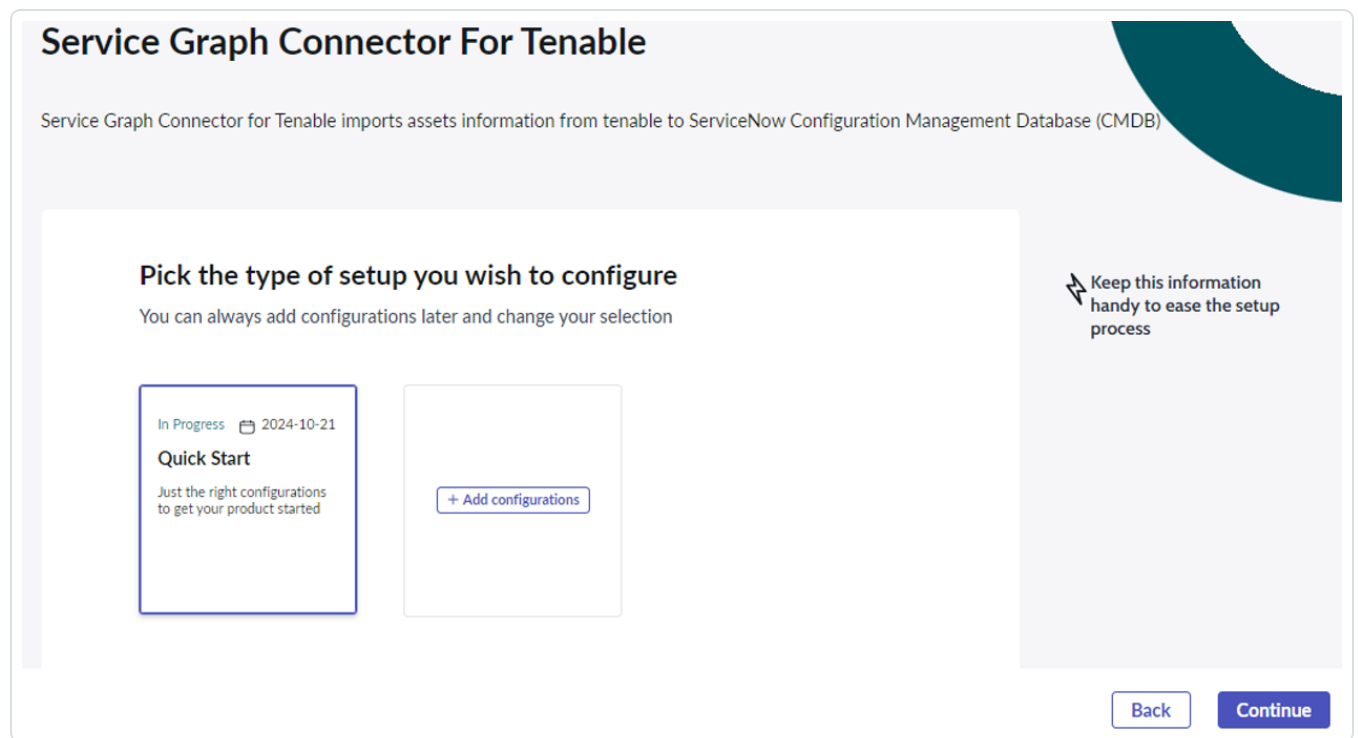 Service Graph Connector For Tenable
Service Graph Connector for Tenable imports assets information from tenable to ServiceNow Configuration Management Database (CMDB)
Pick the type of setup you wish to configure
You can always add configurations later and change your selection
Keep this information
handy to ease the setup
process
In Progress 2024-10-21
Quick Start
Just the right configurations
to get your product started
+ Add configurations
Back
Continue